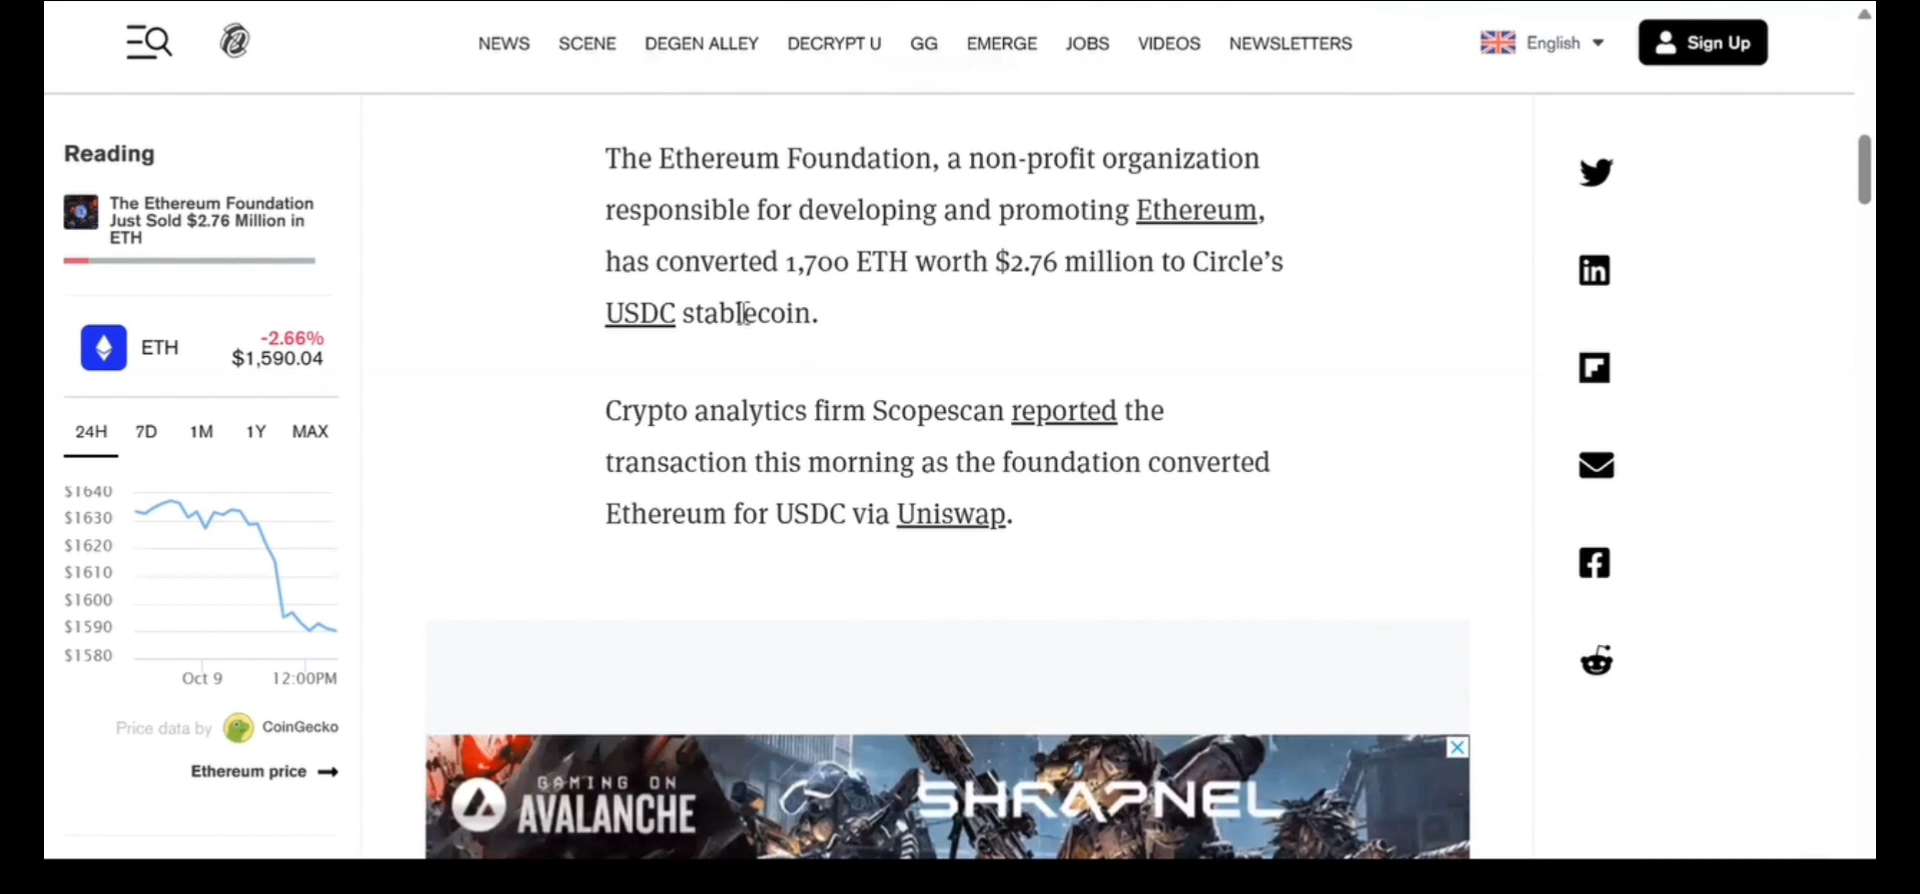 NEWS SCENE DEGEN ALLEY DECRYPT U GG EMERGE JOBS VIDEOS NEWSLETTERS English Sign Up
Reading
The Ethereum Foundation
Just Sold $2.76 Million in
ETH
ETH
-2.66%
$1,590.04
24H 7D 1M 1Y MAX
$1640
$1630
$1620
$1610
$1600
$1590
$1580
Oct 9 12:00PM
Price data by CoinGecko
Ethereum price
The Ethereum Foundation, a non-profit organization
responsible for developing and promoting Ethereum,
has converted 1,700 ETH worth $2.76 million to Circle’s
USDC stablecoin.
Crypto analytics firm Scopescan reported the
transaction this morning as the foundation converted
Ethereum for USDC via Uniswap.
GAMING ON
AVALANCHE
SHRAPNEL